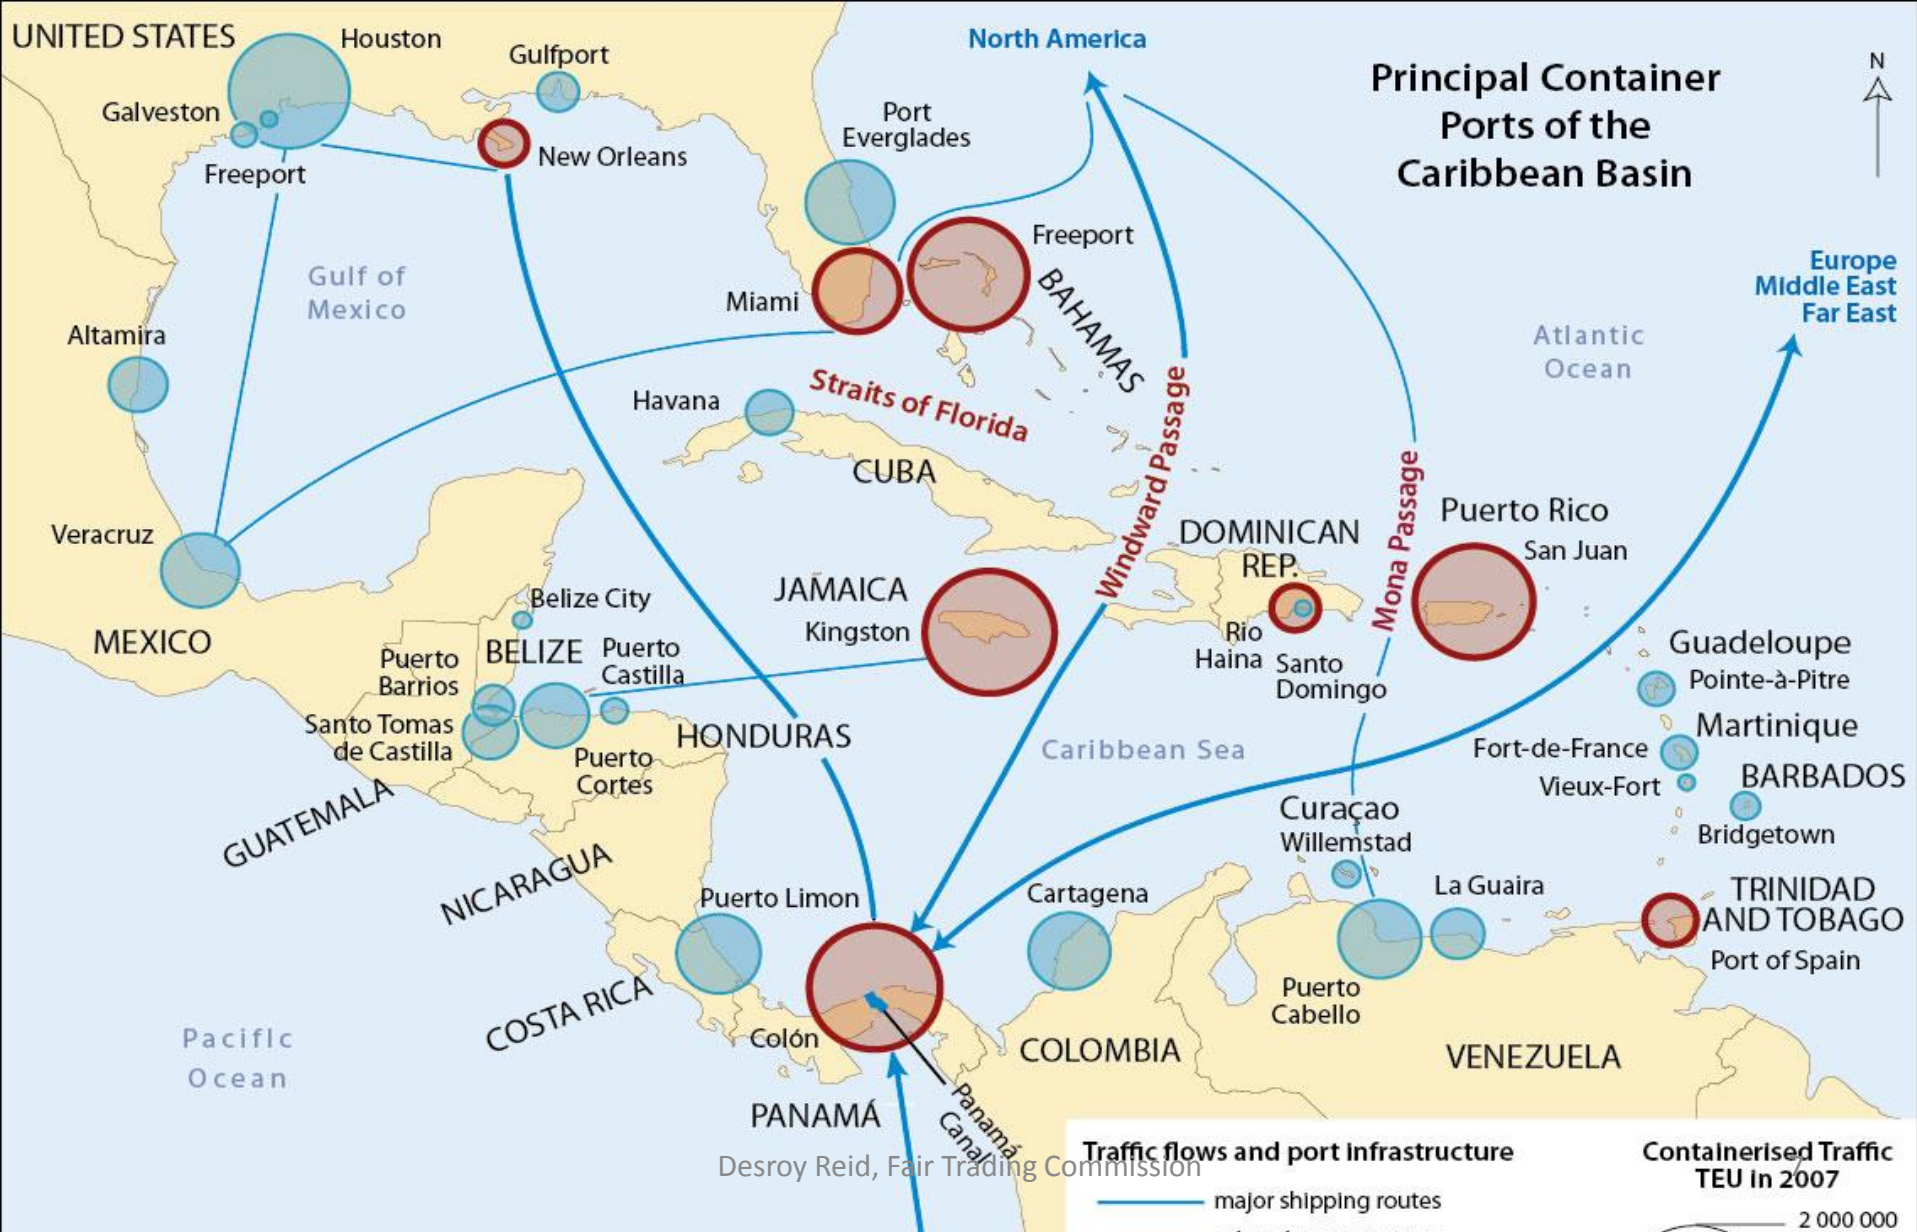 UNITED STATES
Houston
Gulfport
Galveston
Freeport
New Orleans
North America
Port
Everglades
Principal Container
Ports of the
Caribbean Basin
N
Gulf of
Mexico
Altamira
Miami
Freeport
BAHAMAS
Europe
Middle East
Far East
Atlantic
Ocean
Havana
Straits of Florida
CUBA
Windward Passage
Mona Passage
Veracruz
MEXICO
Belize City
BELIZE
Puerto
Castilla
Puerto
Barrios
Santo Tomas
de Castilla
Puerto
Cortes
HONDURAS
GUATEMALA
NICARAGUA
JAMAICA
Kingston
DOMINICAN
REP.
Rio
Haina
Santo
Domingo
Puerto Rico
San Juan
Guadeloupe
Pointe-à-Pitre
Martinique
Fort-de-France
Vieux-Fort
BARBADOS
Bridgetown
Caribbean Sea
Curaçao
Willemstad
La Guaira
TRINIDAD
AND TOBAGO
Port of Spain
Puerto Limon
Cartagena
COSTA RICA
Colón
Puerto
Cabello
COLOMBIA
VENEZUELA
Pacific
Ocean
PANAMÁ
Panamá
Canal
Desroy Reid, Fair Trading Commission
7
Traffic flows and port infrastructure
major shipping routes
Containerised Traffic
TEU in 2007
2 000 000